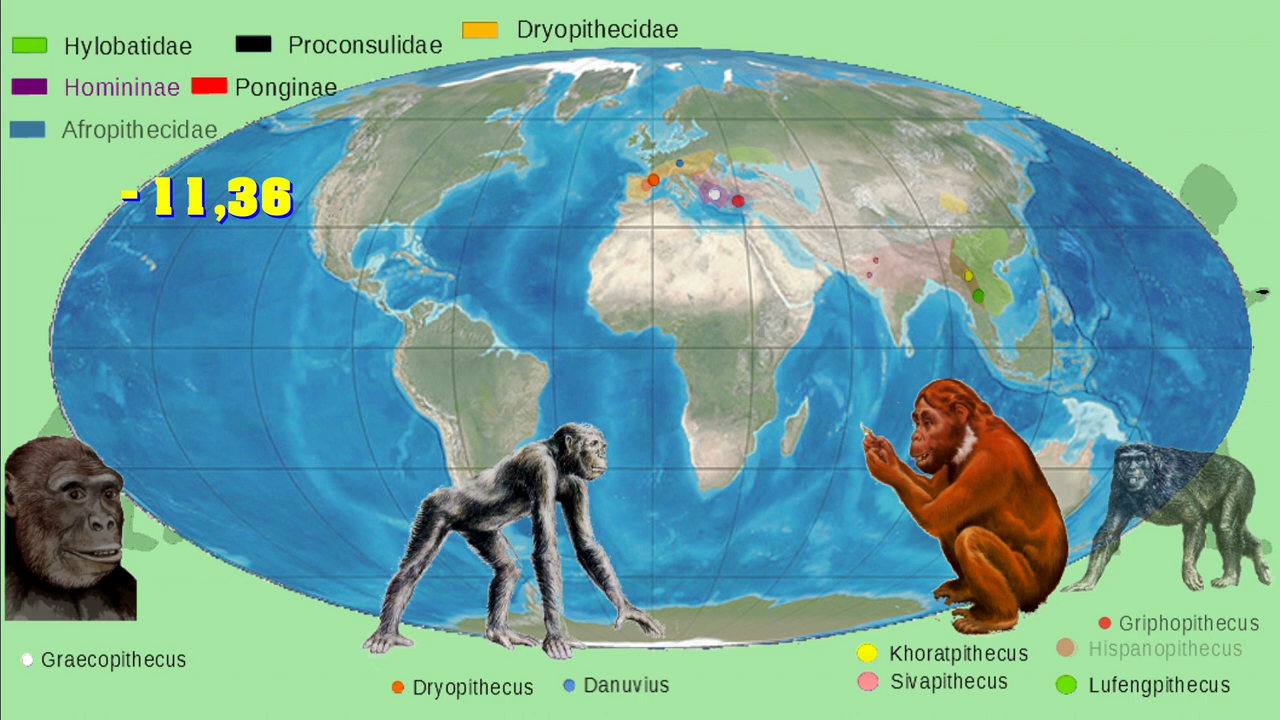 Hylobatidae
Proconsulidae
Dryopithecidae
Homininae
Ponginae
Afropithecidae
- 11,36
Graecopithecus
Dryopithecus
Danuvius
Khoratpithecus
Sivapithecus
Griphopithecus
Hispanopithecus
Lufengpithecus